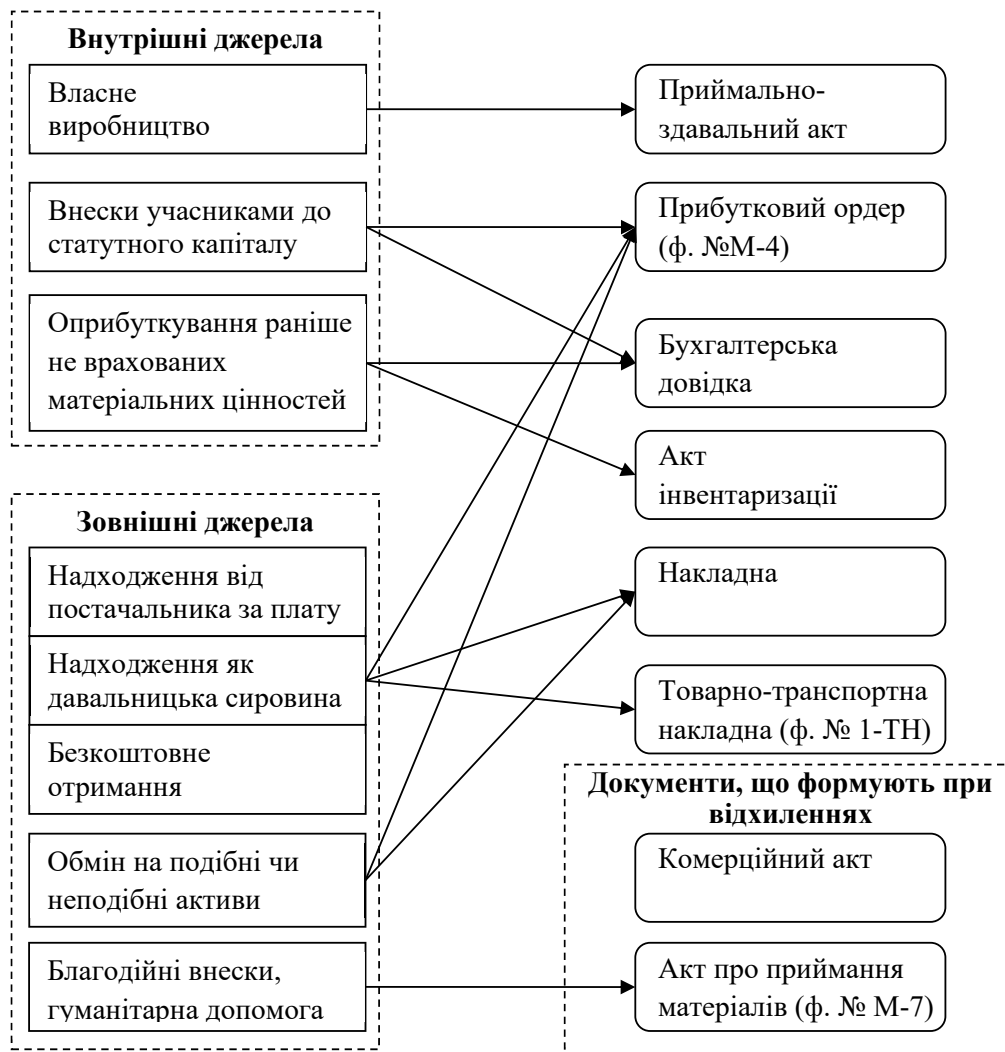 Внутрішні джерела
Власне
виробництво
Внески учасниками до
статутного капіталу
Оприбуткування раніше
не врахованих
матеріальних цінностей
Зовнішні джерела
Надходження від
постачальника за плату
Надходження як
давальницька сировина
Безкоштовне
отримання
Обмін на подібні чи
неподібні активи
Благодійні внески,
гуманітарна допомога
Приймально-
здавальний акт
Прибутковий ордер
(ф. №М-4)
Бухгалтерська
довідка
Акт
інвентаризації
Накладна
Товарно-транспортна
накладна (ф. № 1-ТН)
Документи, що формують при
відхиленнях
Комерційний акт
Акт про приймання
матеріалів (ф. № М-7)